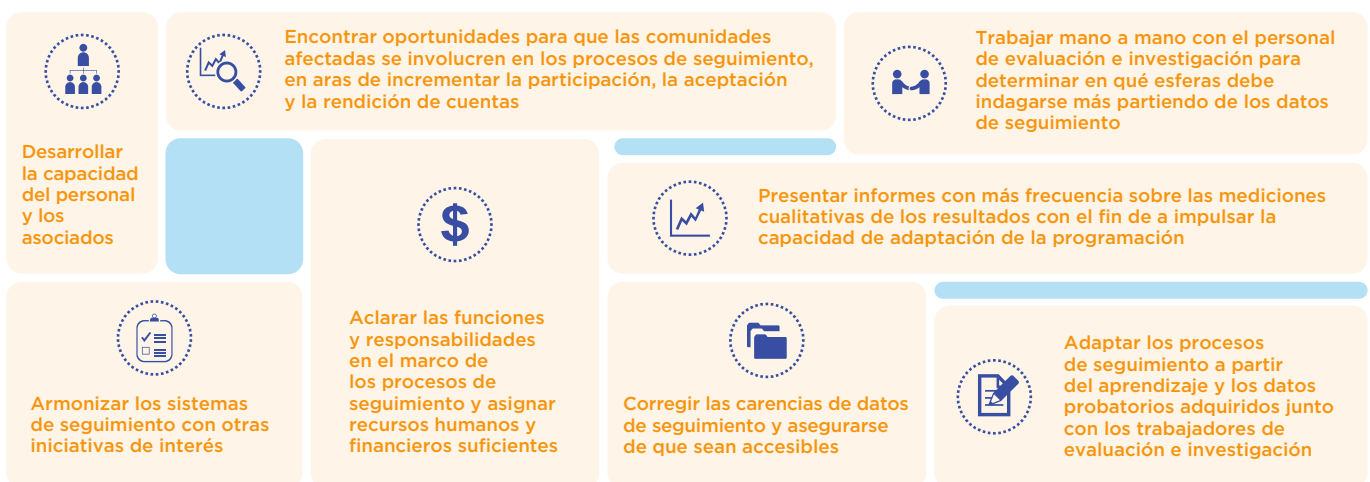 Desarrollar
la capacidad
del personal
y los
asociados
Encontrar oportunidades para que las comunidades
afectadas se involucren en los procesos de seguimiento,
en aras de incrementar la participación, la aceptación
y la rendición de cuentas
Trabajar mano a mano con el personal
de evaluación e investigación para
determinar en qué esferas debe
indagarse más partiendo de los datos
de seguimiento
$
Presentar informes con más frecuencia sobre las mediciones
cualitativas de los resultados con el fin de a impulsar la
capacidad de adaptación de la programación
Armonizar los sistemas
de seguimiento con otras
iniciativas de interés
Aclarar las funciones
y responsabilidades
en el marco de
los procesos de
seguimiento y asignar
recursos humanos y
financieros suficientes
Corregir las carencias de datos
de seguimiento y asegurarse
de que sean accesibles
Adaptar los procesos
de seguimiento a partir
del aprendizaje y los datos
probatorios adquiridos junto
con los trabajadores de
evaluación e investigación